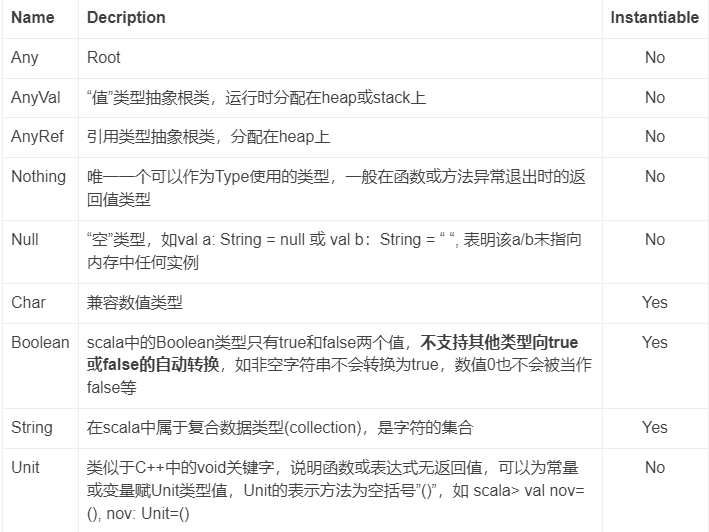 Name Decription Instantiable
Any Root No
AnyVal “值”类型抽象根类，运行时分配在heap或stack上 No
AnyRef 引用类型抽象根类，分配在heap上 No
Nothing 唯一一个可以作为Type使用的类型，一般在函数或方法异常退出时的返 No
回值类型
Null “空”类型，如val a: String = null 或 val b：String = “ “, 表明该a/b未指向 No
内存中任何实例
Char 兼容数值类型 Yes
Boolean scala中的Boolean类型只有true和false两个值，不支持其他类型向true Yes
或false的自动转换，如非空字符串不会转换为true，数值0也不会被当作
false等
String 在scala中属于复合数据类型(collection)，是字符的集合 Yes
Unit 类似于C++中的void关键字，说明函数或表达式无返回值，可以为常量 No
或变量赋Unit类型值，Unit的表示方法为空括号”()”，如 scala> val nov=
(), nov: Unit=()